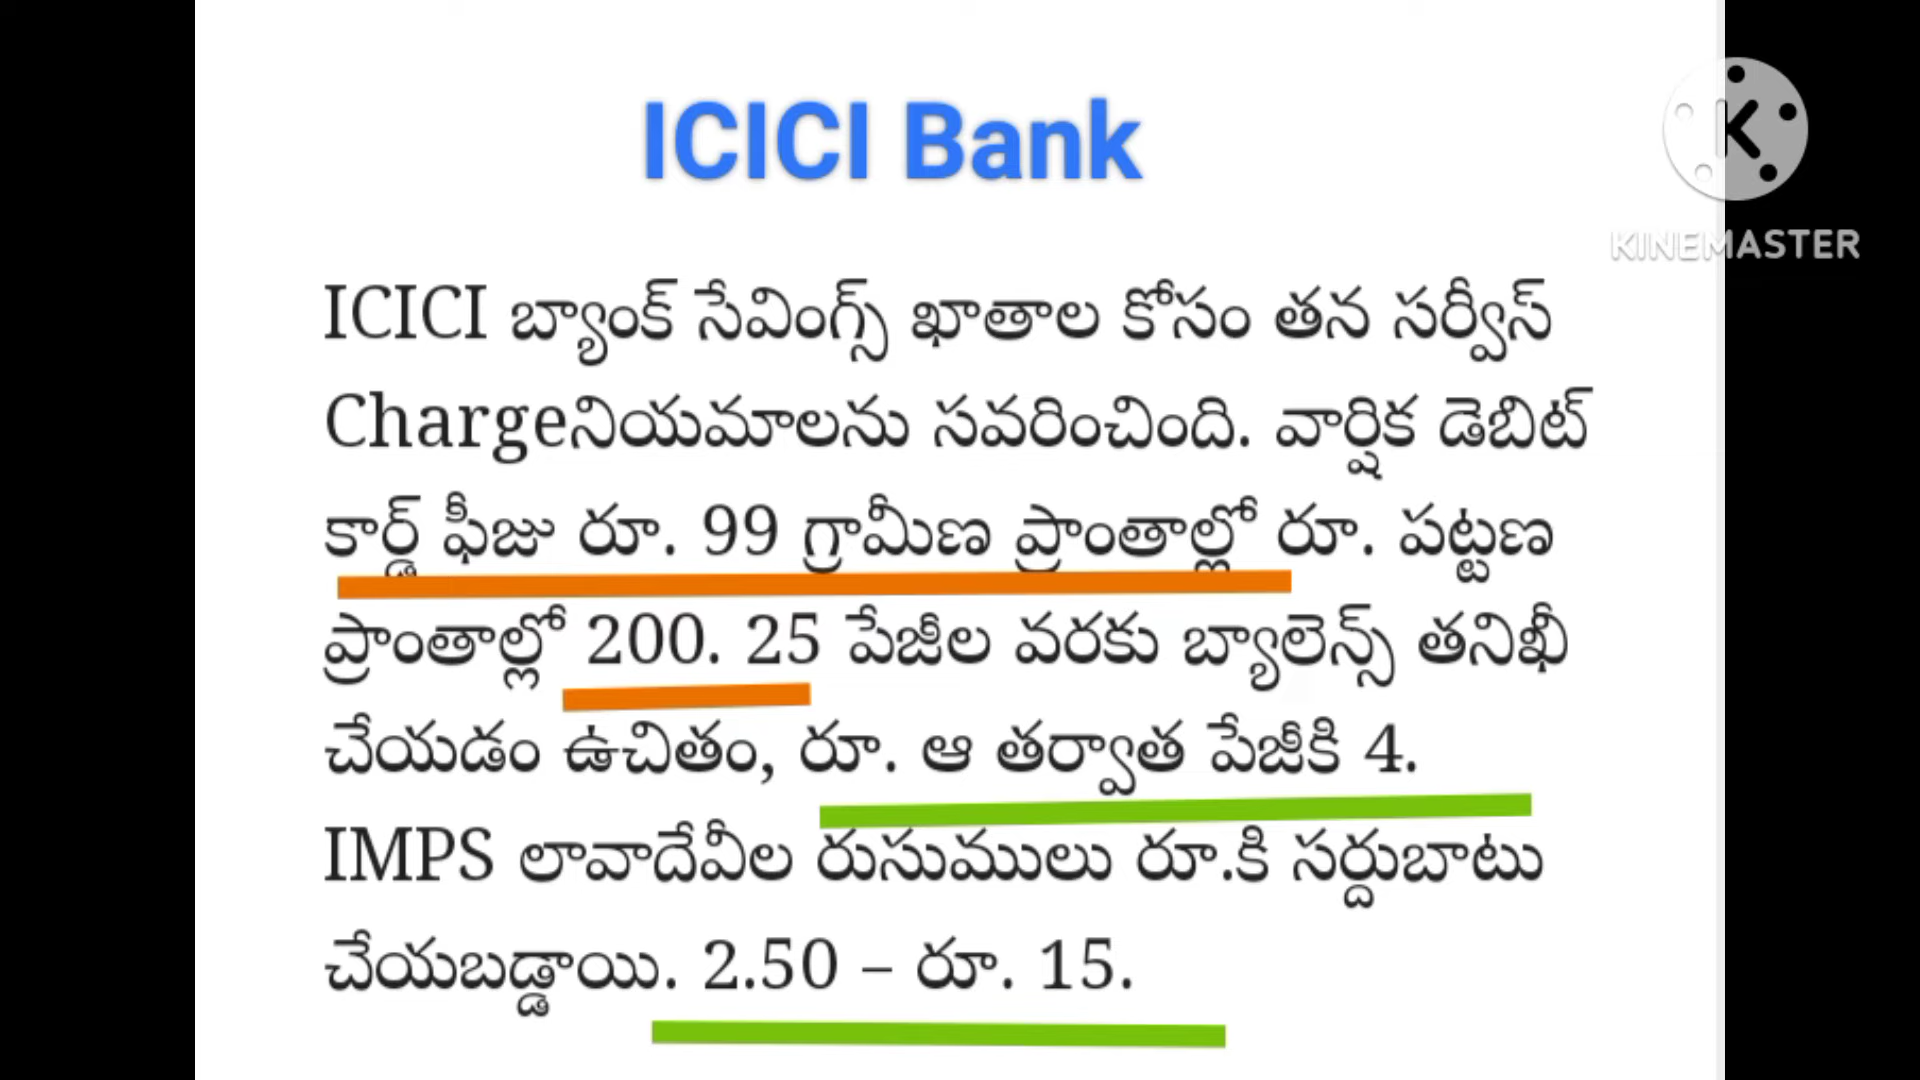 ICICI Bank
KINEMASTER
ICICI బ్యాంక్ సేవింగ్స్ ఖాతాల కోసం తన సర్వీస్
Chargeనియమాలను సవరించింది. వార్షిక డెబిట్
కార్డ్ ఫీజు రూ. 99 గ్రామీణ ప్రాంతాల్లో రూ. పట్టణ
ప్రాంతాల్లో 200. 25 పేజీల వరకు బ్యాలెన్స్ తనిఖీ
చేయడం ఉచితం, రూ. ఆ తర్వాత పేజీకి 4.
IMPS లావాదేవీల రుసుములు రూ.కి సర్దుబాటు
చేయబడ్డాయి. 2.50 – రూ. 15.